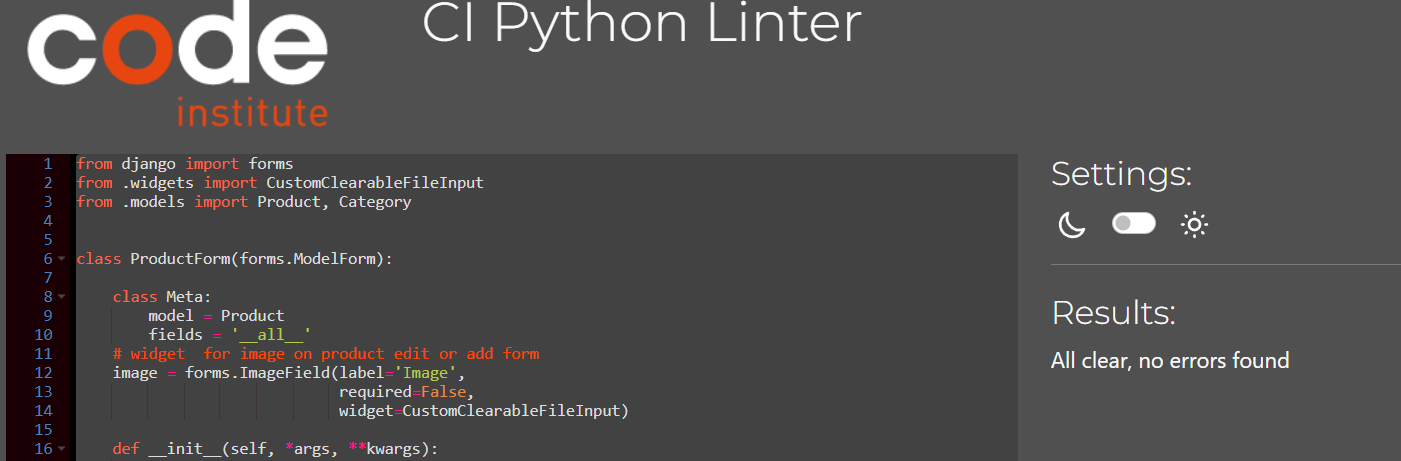 code
institute
CI Python Linter
1 from django import forms
2 from .widgets import CustomClearableFileInput
3 from .models import Product, Category
4
5
6 class ProductForm(forms.ModelForm):
7
8     class Meta:
9         model = Product
10         fields = '__all__'
11     # widget  for image on product edit or add form
12     image = forms.ImageField(label='Image',
13                              required=False,
14                              widget=CustomClearableFileInput)
15
16     def __init__(self, *args, **kwargs):
Settings:
Results:
All clear, no errors found